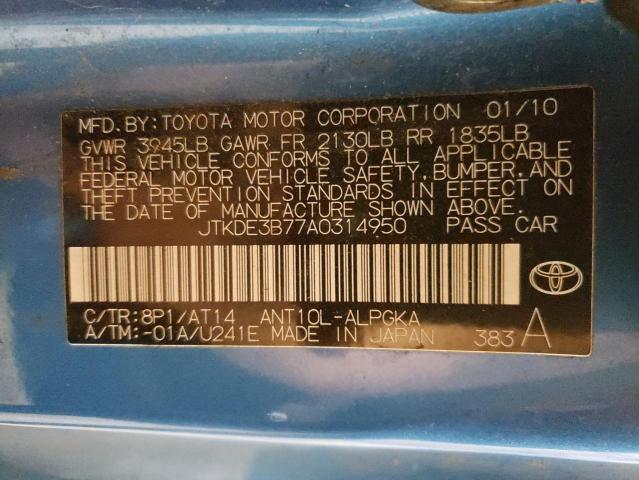 MFD.BY:TOYOTA MOTOR CORPORATION 01/10
GVWR 3945LB GAWR FR 2130LB RR 1835LB
THIS VEHICLE CONFORMS TO ALL APPLICABLE
FEDERAL MOTOR VEHICLE SAFETY,BUMPER,AND
THEFT PREVENTION STANDARDS IN EFFECT ON
THE DATE OF MANUFACTURE SHOWN ABOVE.
JTKDE3B77A0314950 PASS CAR
C/TR:8P1/AT14 ANT10L-ALPGKA
A/TM:-01A/U241E MADE IN JAPAN 383 A